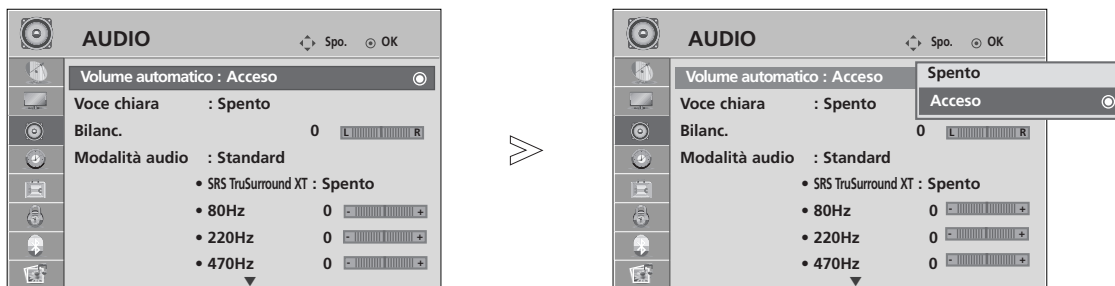 AUDIO Spo. OK
Volume automatico : Acceso
Voce chiara : Spento
Bilanc. 0 L R
Modalità audio : Standard
• SRS TruSurround XT : Spento
• 80Hz 0 - +
• 220Hz 0 - +
• 470Hz 0 - +
AUDIO Spo. OK
Volume automatico : Acceso
Spento
Acceso
Voce chiara : Spento
Bilanc. 0 L R
Modalità audio : Standard
• SRS TruSurround XT : Spento
• 80Hz 0 - +
• 220Hz 0 - +
• 470Hz 0 - +